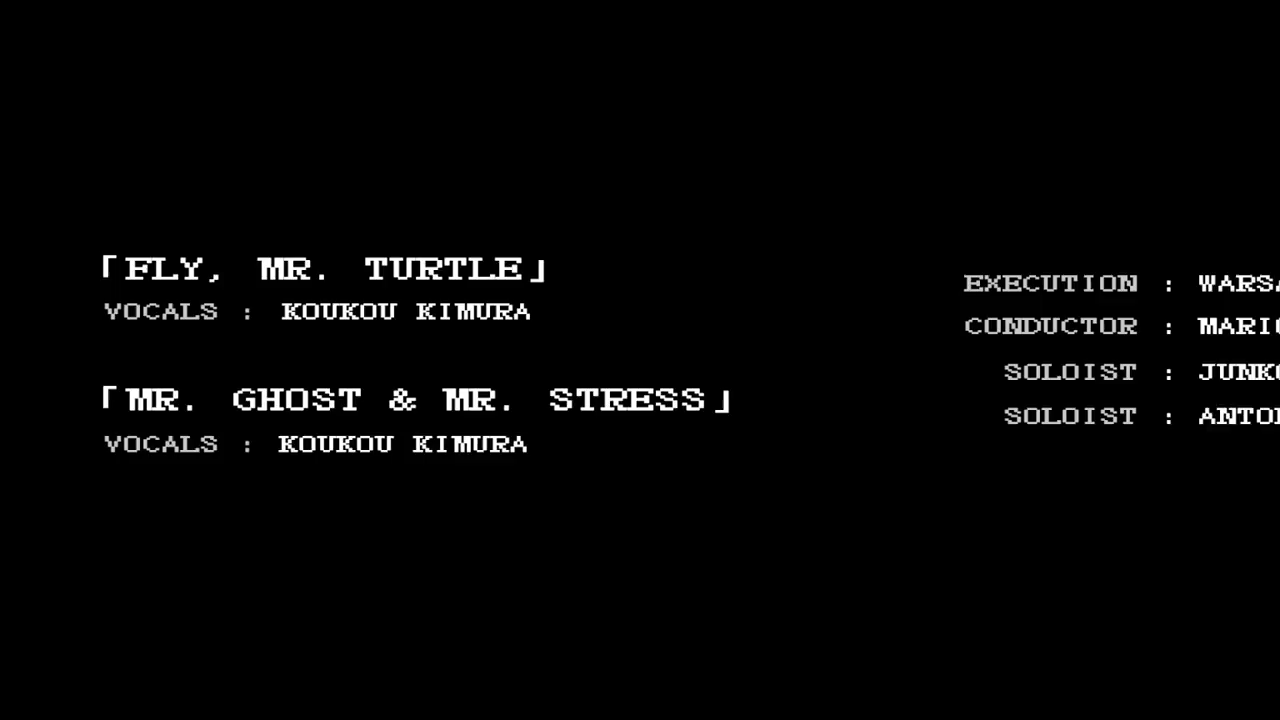 「FLY, MR. TURTLE」
VOCALS : KOUKOU KIMURA
「MR. GHOST & MR. STRESS」
VOCALS : KOUKOU KIMURA
EXECUTION :
CONDUCTOR :
SOLOIST :
SOLOIST :